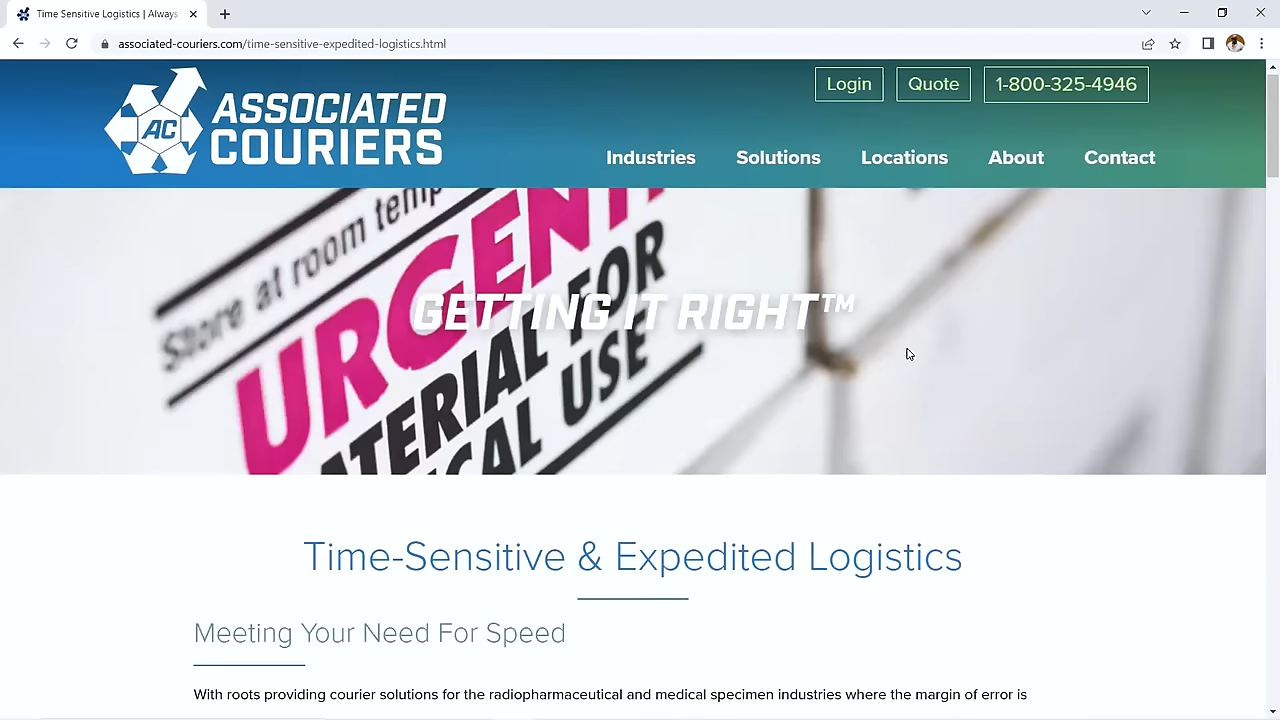 Time Sensitive Logistics | Always
associated-couriers.com/time-sensitive-expedited-logistics.html
AC
ASSOCIATED
COURIERS
Login
Quote
1-800-325-4946
Industries
Solutions
Locations
About
Contact
Store at room temp
URGENT
MATERIAL FOR
ICAL USE
GETTING IT RIGHT™
Time-Sensitive & Expedited Logistics
Meeting Your Need For Speed
With roots providing courier solutions for the radiopharmaceutical and medical specimen industries where the margin of error is